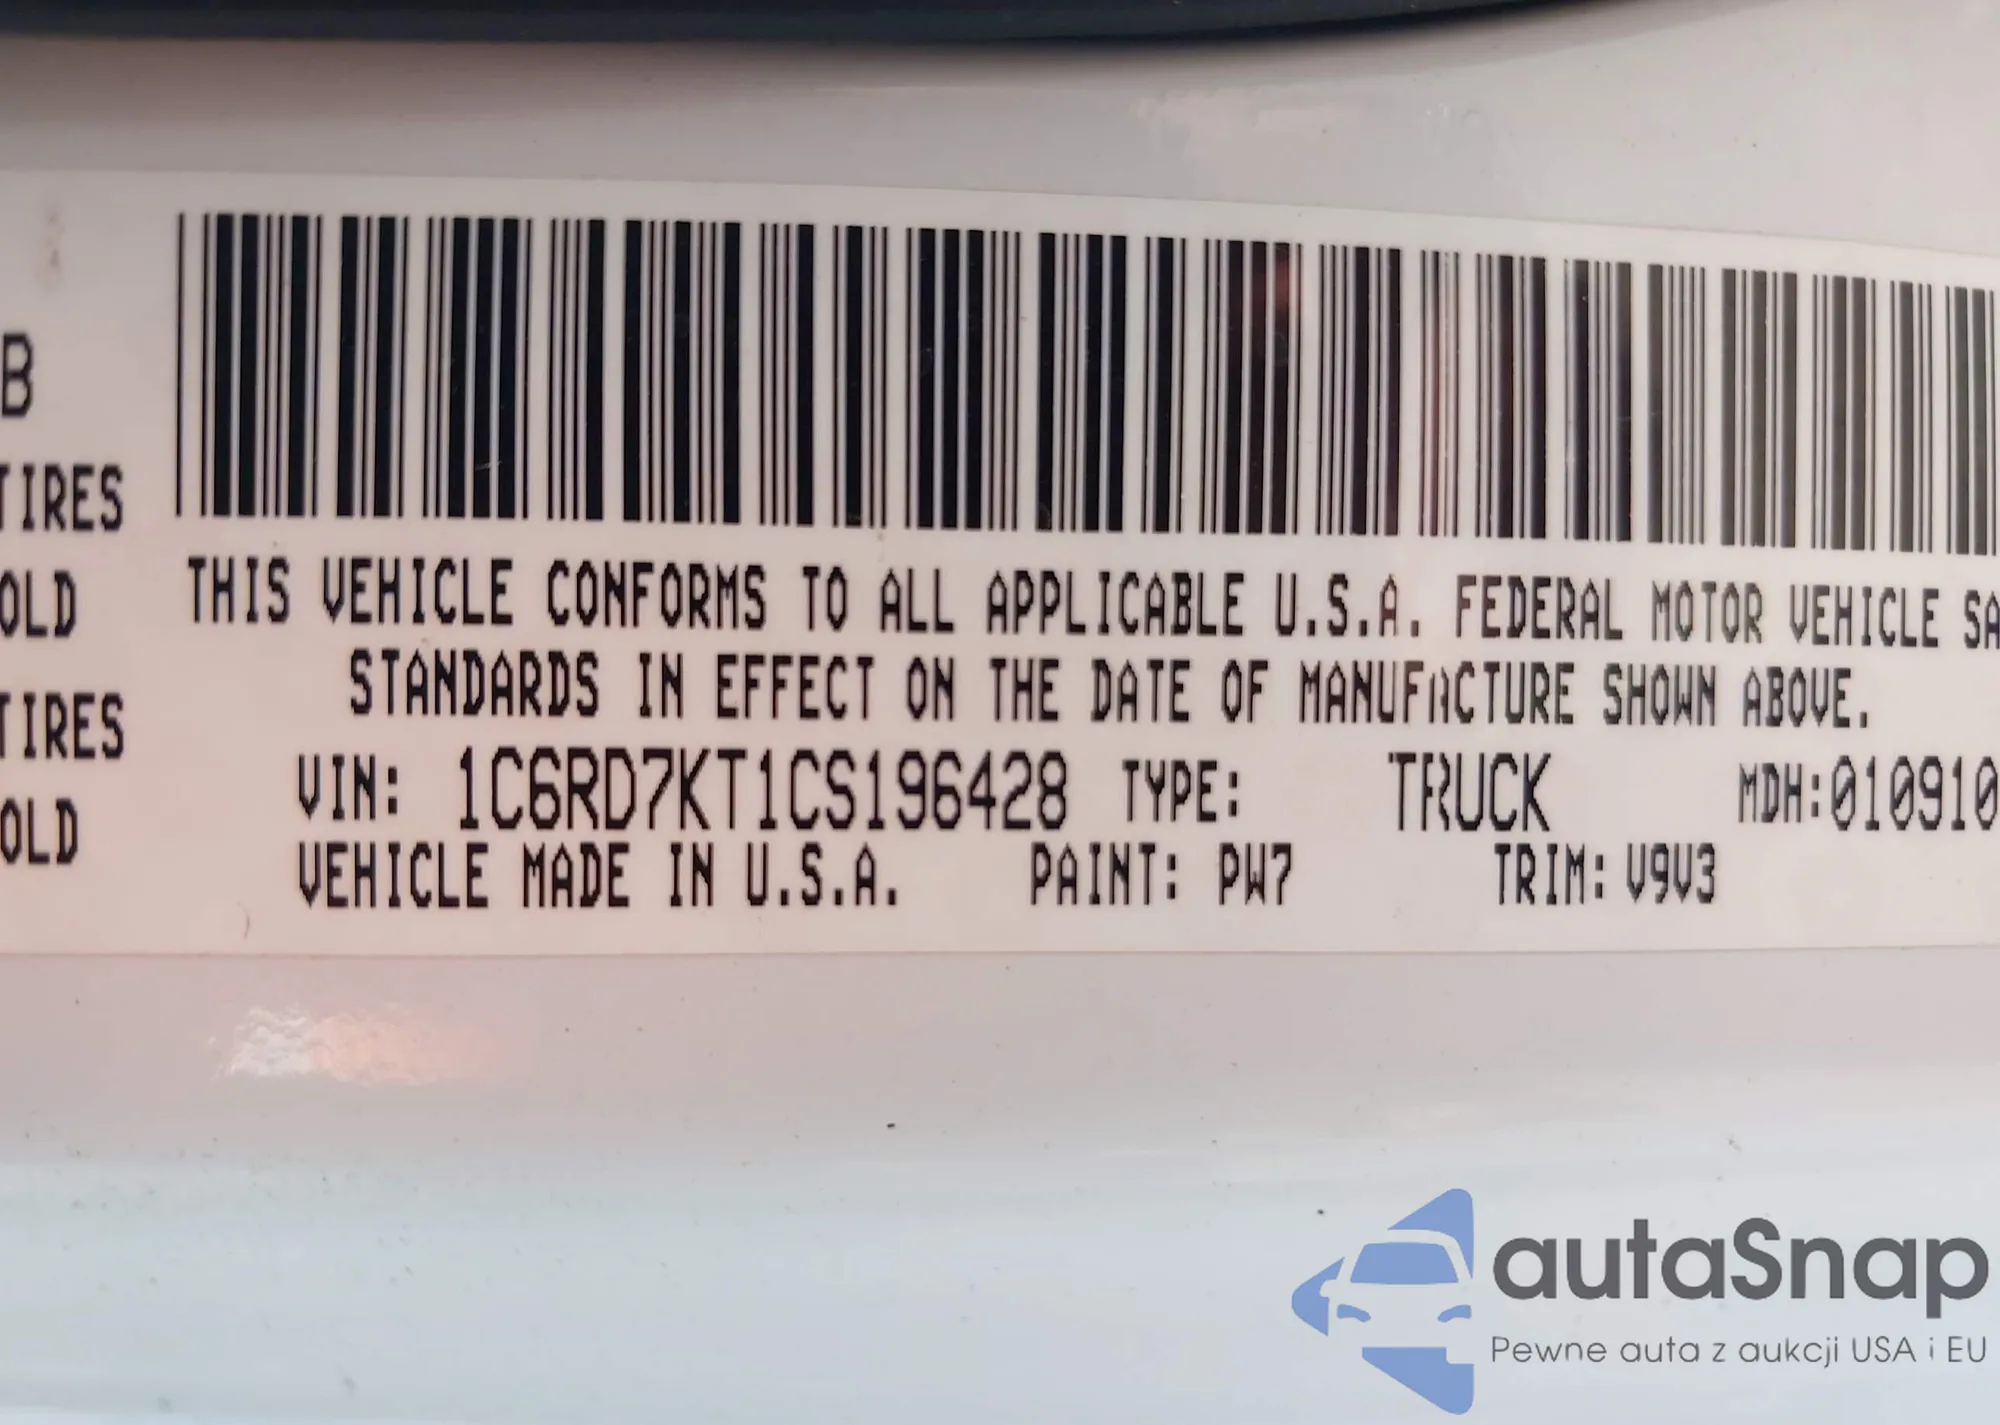 B
TIRES
OLD
TIRES
OLD
THIS VEHICLE CONFORMS TO ALL APPLICABLE U.S.A. FEDERAL MOTOR VEHICLE SA
STANDARDS IN EFFECT ON THE DATE OF MANUFACTURE SHOWN ABOVE.
VIN: 1C6RD7KT1CS196428 TYPE: TRUCK MDH:010910
VEHICLE MADE IN U.S.A. PAINT: PW7 TRIM: V9V3
autaSnap
Pewne auta z aukcji USA i EU